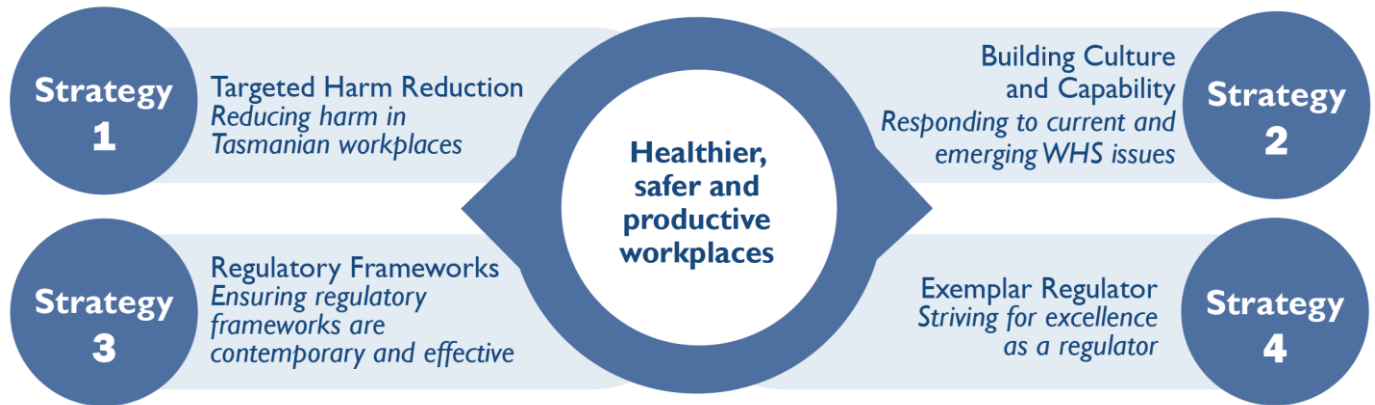 Strategy
1
Targeted Harm Reduction
Reducing harm in
Tasmanian workplaces
Building Culture
and Capability
Responding to current and
emerging WHS issues
Strategy
2
Healthier,
safer and
productive
workplaces
Strategy
3
Regulatory Frameworks
Ensuring regulatory
frameworks are
contemporary and effective
Exemplar Regulator
Striving for excellence
as a regulator
Strategy
4